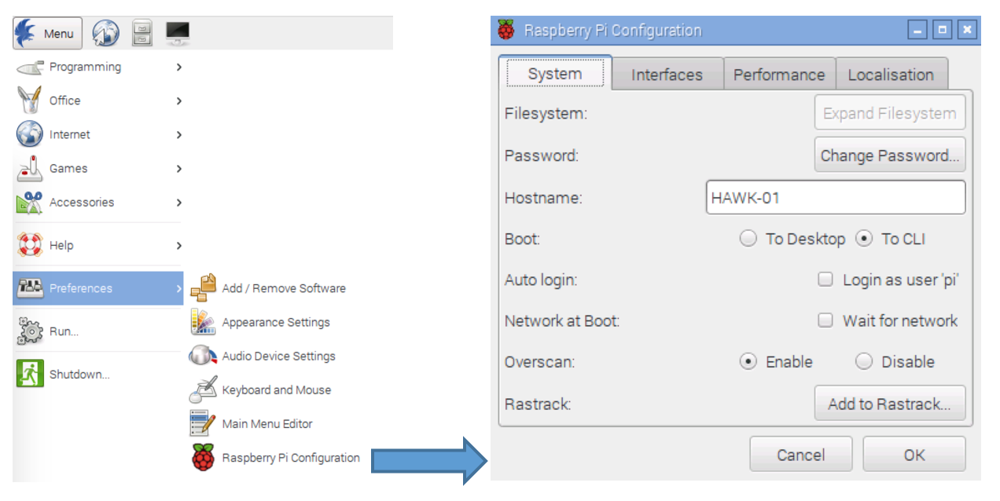 Menu
Programming
Office
Internet
Games
Accessories
Help
Preferences
Run...
Shutdown...
Add / Remove Software
Appearance Settings
Audio Device Settings
Keyboard and Mouse
Main Menu Editor
Raspberry Pi Configuration
Raspberry Pi Configuration
System Interfaces Performance Localisation
Filesystem: Expand Filesystem
Password: Change Password...
Hostname: HAWK-01
Boot: To Desktop To CLI
Auto login: Login as user 'pi'
Network at Boot: Wait for network
Overscan: Enable Disable
Rastrack: Add to Rastrack...
Cancel OK